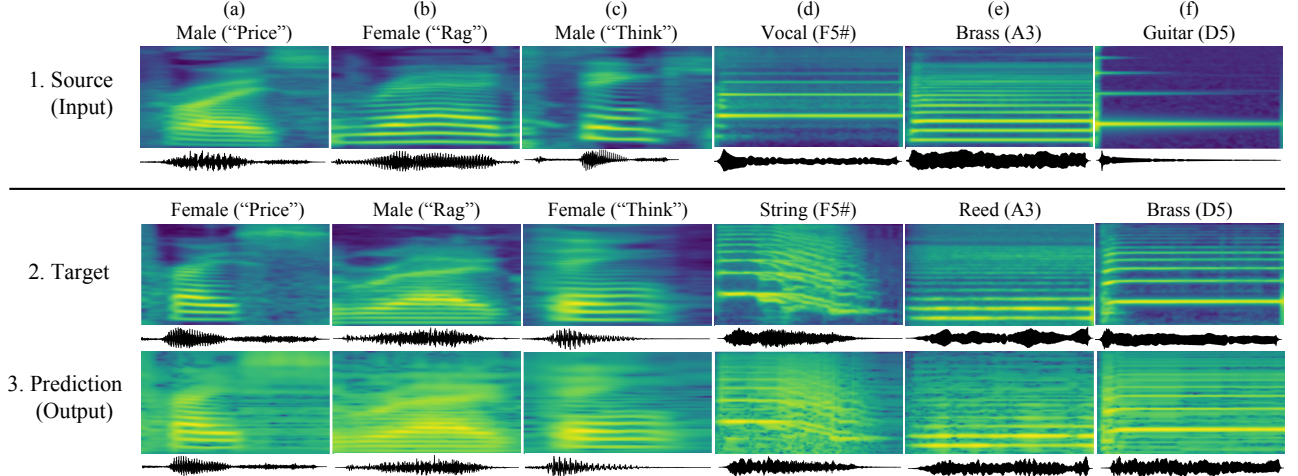 (a) (b) (c) (d) (e) (f)
Male (“Price”) Female (“Rag”) Male (“Think”) Vocal (F5#) Brass (A3) Guitar (D5)
1. Source
(Input)
Female (“Price”) Male (“Rag”) Female (“Think”) String (F5#) Reed (A3) Brass (D5)
2. Target
3. Prediction
(Output)